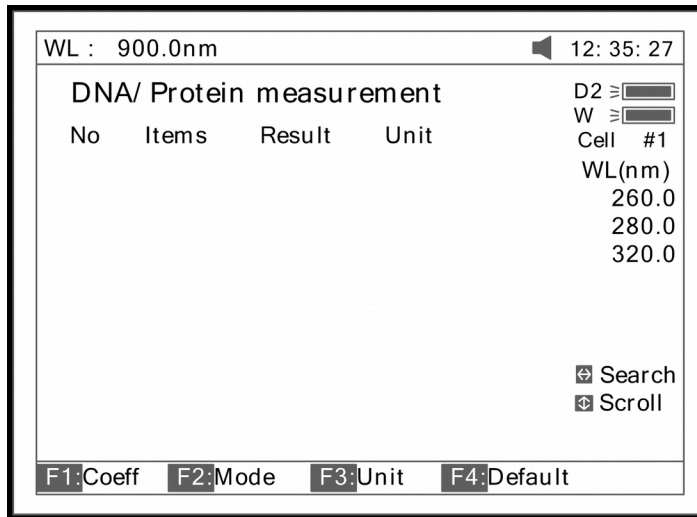 WL : 900.0nm 12: 35: 27
DNA/ Protein measurement
D2
W
No Items Result Unit
Cell #1
WL(nm)
260.0
280.0
320.0
Search
Scroll
F1:Coeff F2:Mode F3:Unit F4:Default